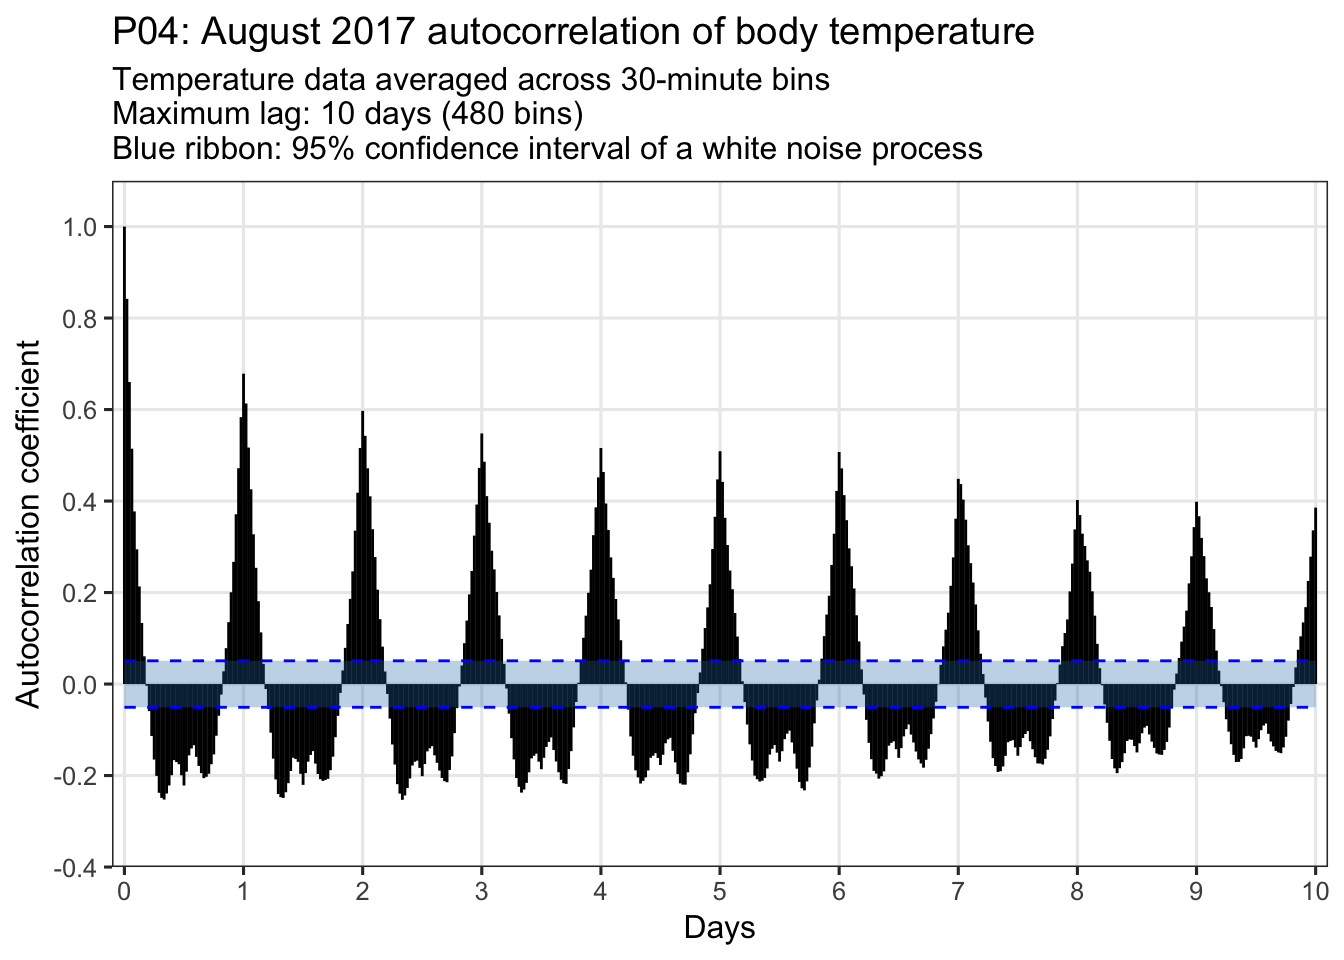 P04: August 2017 autocorrelation of body temperature
Temperature data averaged across 30-minute bins
Maximum lag: 10 days (480 bins)
Blue ribbon: 95% confidence interval of a white noise process
Autocorrelation coefficient
1.0
0.8
0.6
0.4
0.2
0.0
-0.2
-0.4
0 1 2 3 4 5 6 7 8 9 10
Days